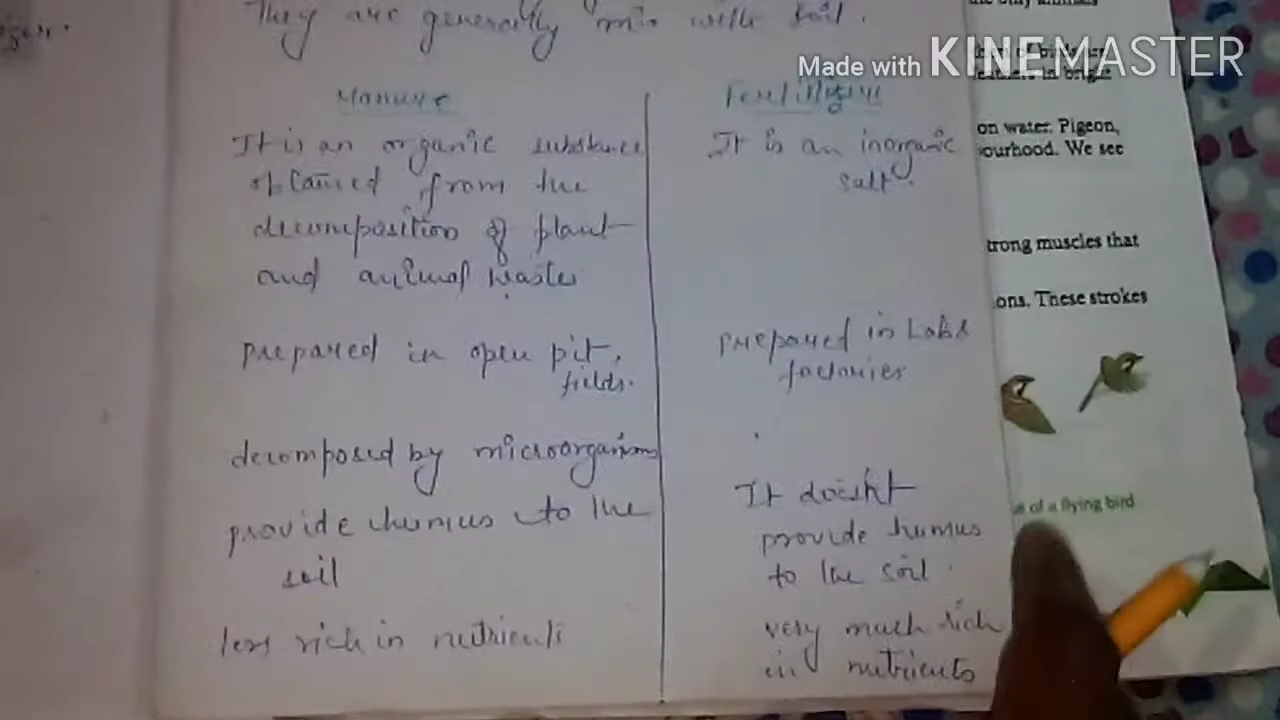 They are generally mix with soil.
Made with KINEMASTER
Manure
It is an organic substance
obtained from the
decomposition of plant
and animal waste
prepared in open pit,
fields.
decomposed by microorganisms
provide humus to the
soil
less rich in nutrients
Fertilizers
It is an inorganic
salt.
prepared in Labs
factories
It doesn't
provide humus
to the soil.
very much rich
in nutrients
the only animals
on water. Pigeon,
ourhood. We see
trong muscles that
ons. These strokes
of a flying bird